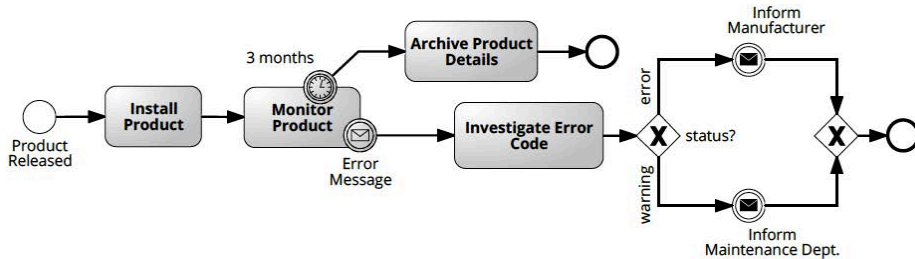 Product
Released
Install
Product
3 months
Monitor
Product
Archive Product
Details
Error
Message
Investigate Error
Code
X
status?
error
warning
Inform
Manufacturer
Inform
Maintenance Dept.
X